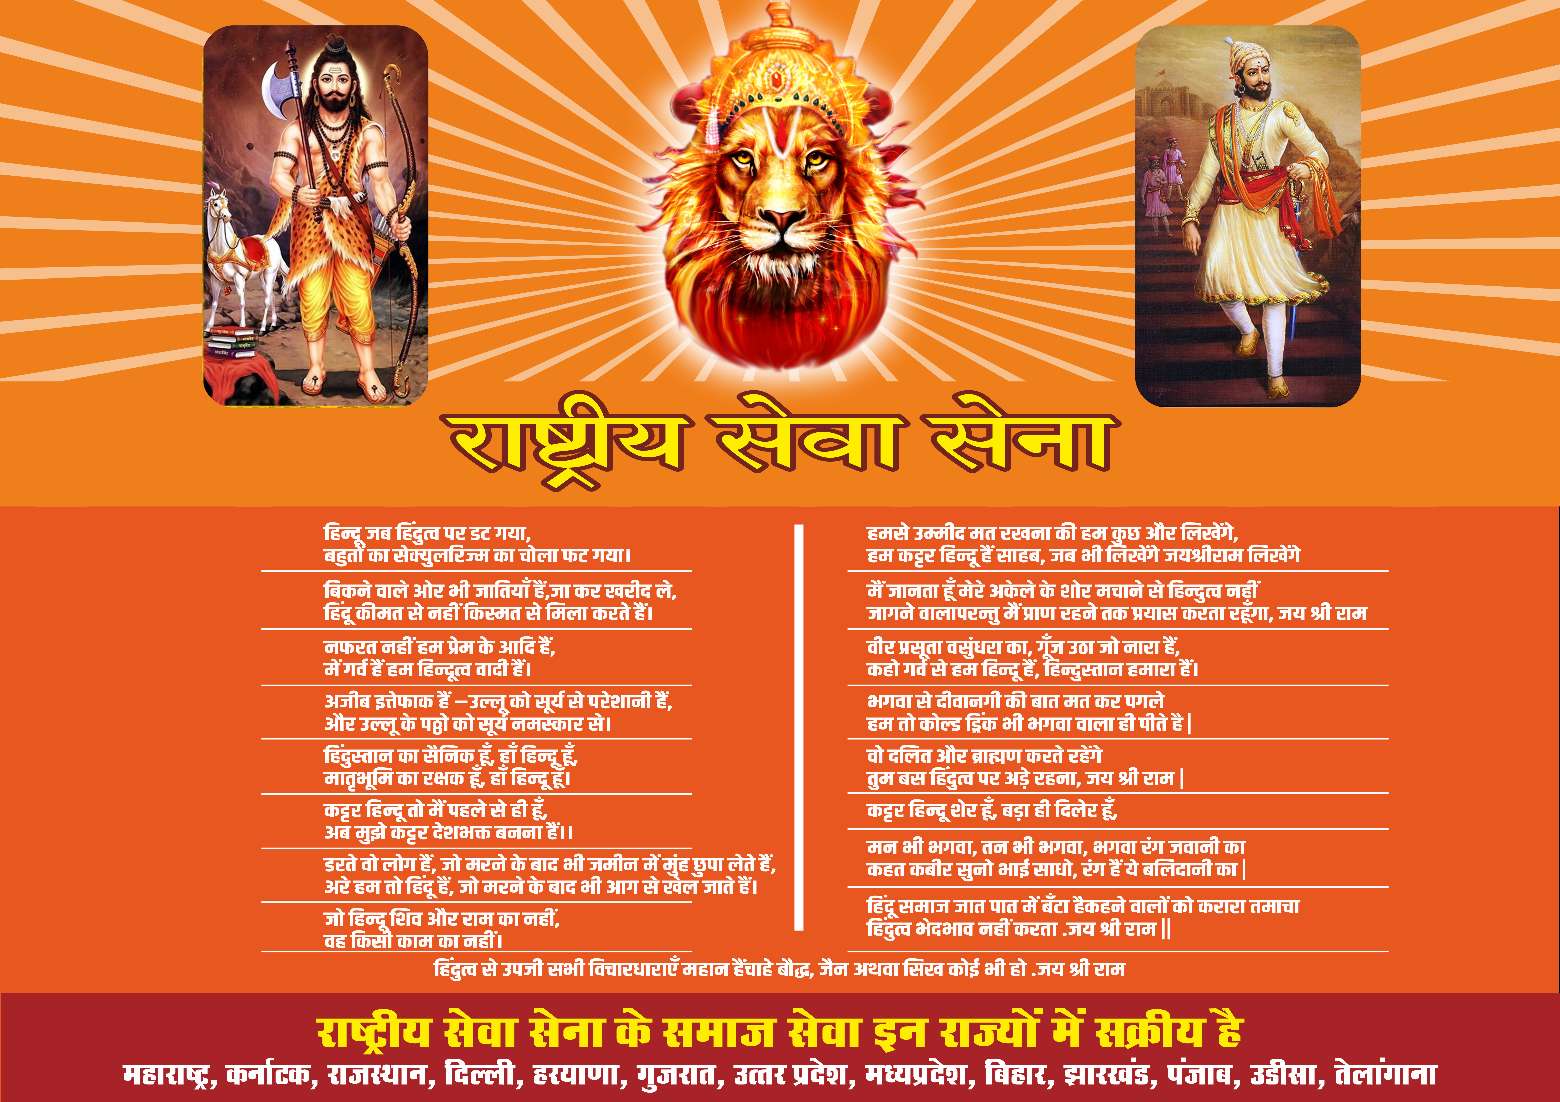 राष्ट्रीय सेवा सेना
हिन्दू जब हिंदुत्व पर डट गया,
बहुतों का सेक्युलरिज्म का चोला फट गया।
बिकने वाले ओर भी जातियाँ हैं,जा कर खरीद ले,
हिंदू कीमत से नहीं किस्मत से मिला करते हैं।
नफरत नहीं हम प्रेम के आदि हैं,
में गर्व हैं हम हिन्दूत्व वादी हैं।
अजीब इत्तेफाक हैं –उल्लू को सूर्य से परेशानी हैं,
और उल्लू के पठ्ठों को सूर्य नमस्कार से।
हिंदुस्तान का सैनिक हूँ, हाँ हिन्दू हूँ,
मातृभूमि का रक्षक हूँ, हाँ हिन्दू हूँ।
कट्टर हिन्दू तो मैं पहले से ही हूँ,
अब मुझे कट्टर देशभक्त बनना हैं।।
डरते वो लोग हैं, जो मरने के बाद भी जमीन में मुंह छुपा लेते हैं,
अरे हम तो हिंदू हैं, जो मरने के बाद भी आग से खेल जाते हैं।
जो हिन्दू शिव और राम का नहीं,
वह किसी काम का नहीं।
हमसे उम्मीद मत रखना की हम कुछ और लिखेंगे,
हम कट्टर हिन्दू हैं साहब, जब भी लिखेंगे जयश्रीराम लिखेंगे
मैं जानता हूँ मेरे अकेले के शोर मचाने से हिन्दुत्व नहीं
जागने वालापरन्तु मैं प्राण रहने तक प्रयास करता रहूँगा, जय श्री राम
वीर प्रसूता वसुंधरा का, गूँज उठा जो नारा हैं,
कहो गर्व से हम हिन्दू हैं, हिन्दुस्तान हमारा हैं।
भगवा से दीवानगी की बात मत कर पगले
हम तो कोल्ड ड्रिंक भी भगवा वाला ही पीते है|
वो दलित और ब्राह्मण करते रहेंगे
तुम बस हिंदुत्व पर अड़े रहना, जय श्री राम|
कट्टर हिन्दू शेर हूँ, बड़ा ही दिलेर हूँ,
मन भी भगवा, तन भी भगवा, भगवा रंग जवानी का
कहत कबीर सुनो भाई साधो, रंग हैं ये बलिदानी का|
हिंदू समाज जात पात में बँटा हैकहने वालों को करारा तमाचा
हिंदुत्व भेदभाव नहीं करता .जय श्री राम||
हिंदुत्व से उपजी सभी विचारधाराएँ महान हैंचाहे बौद्ध, जैन अथवा सिख कोई भी हो .जय श्री राम
राष्ट्रीय सेवा सेना के समाज सेवा इन राज्यों में सक्रीय है
महाराष्ट्र, कर्नाटक, राजस्थान, दिल्ली, हरयाणा, गुजरात, उत्तर प्रदेश, मध्यप्रदेश, बिहार, झारखंड, पंजाब, उडीसा, तेलांगाना